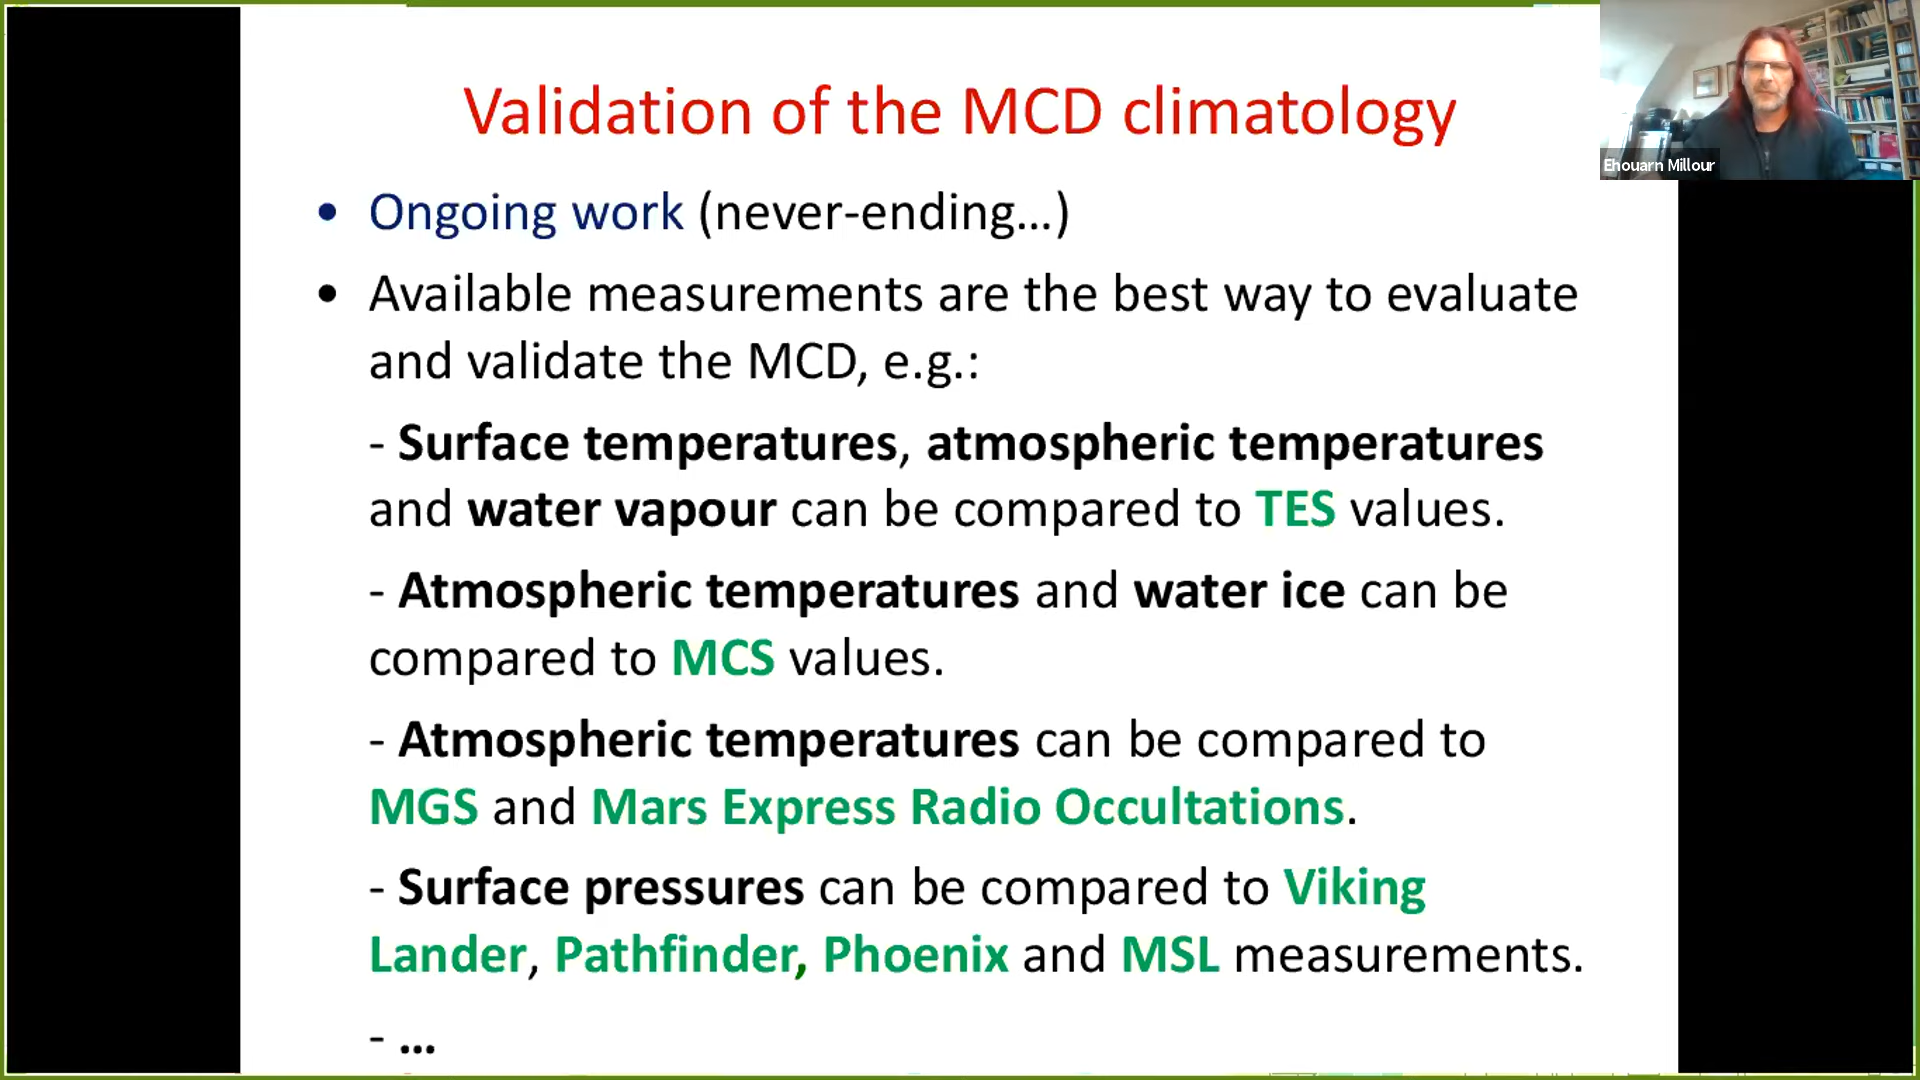 Validation of the MCD climatology
Ehouarn Millour
• Ongoing work (never-ending...)
• Available measurements are the best way to evaluate
and validate the MCD, e.g.:
- Surface temperatures, atmospheric temperatures
and water vapour can be compared to TES values.
- Atmospheric temperatures and water ice can be
compared to MCS values.
- Atmospheric temperatures can be compared to
MGS and Mars Express Radio Occultations.
- Surface pressures can be compared to Viking
Lander, Pathfinder, Phoenix and MSL measurements.
- ...